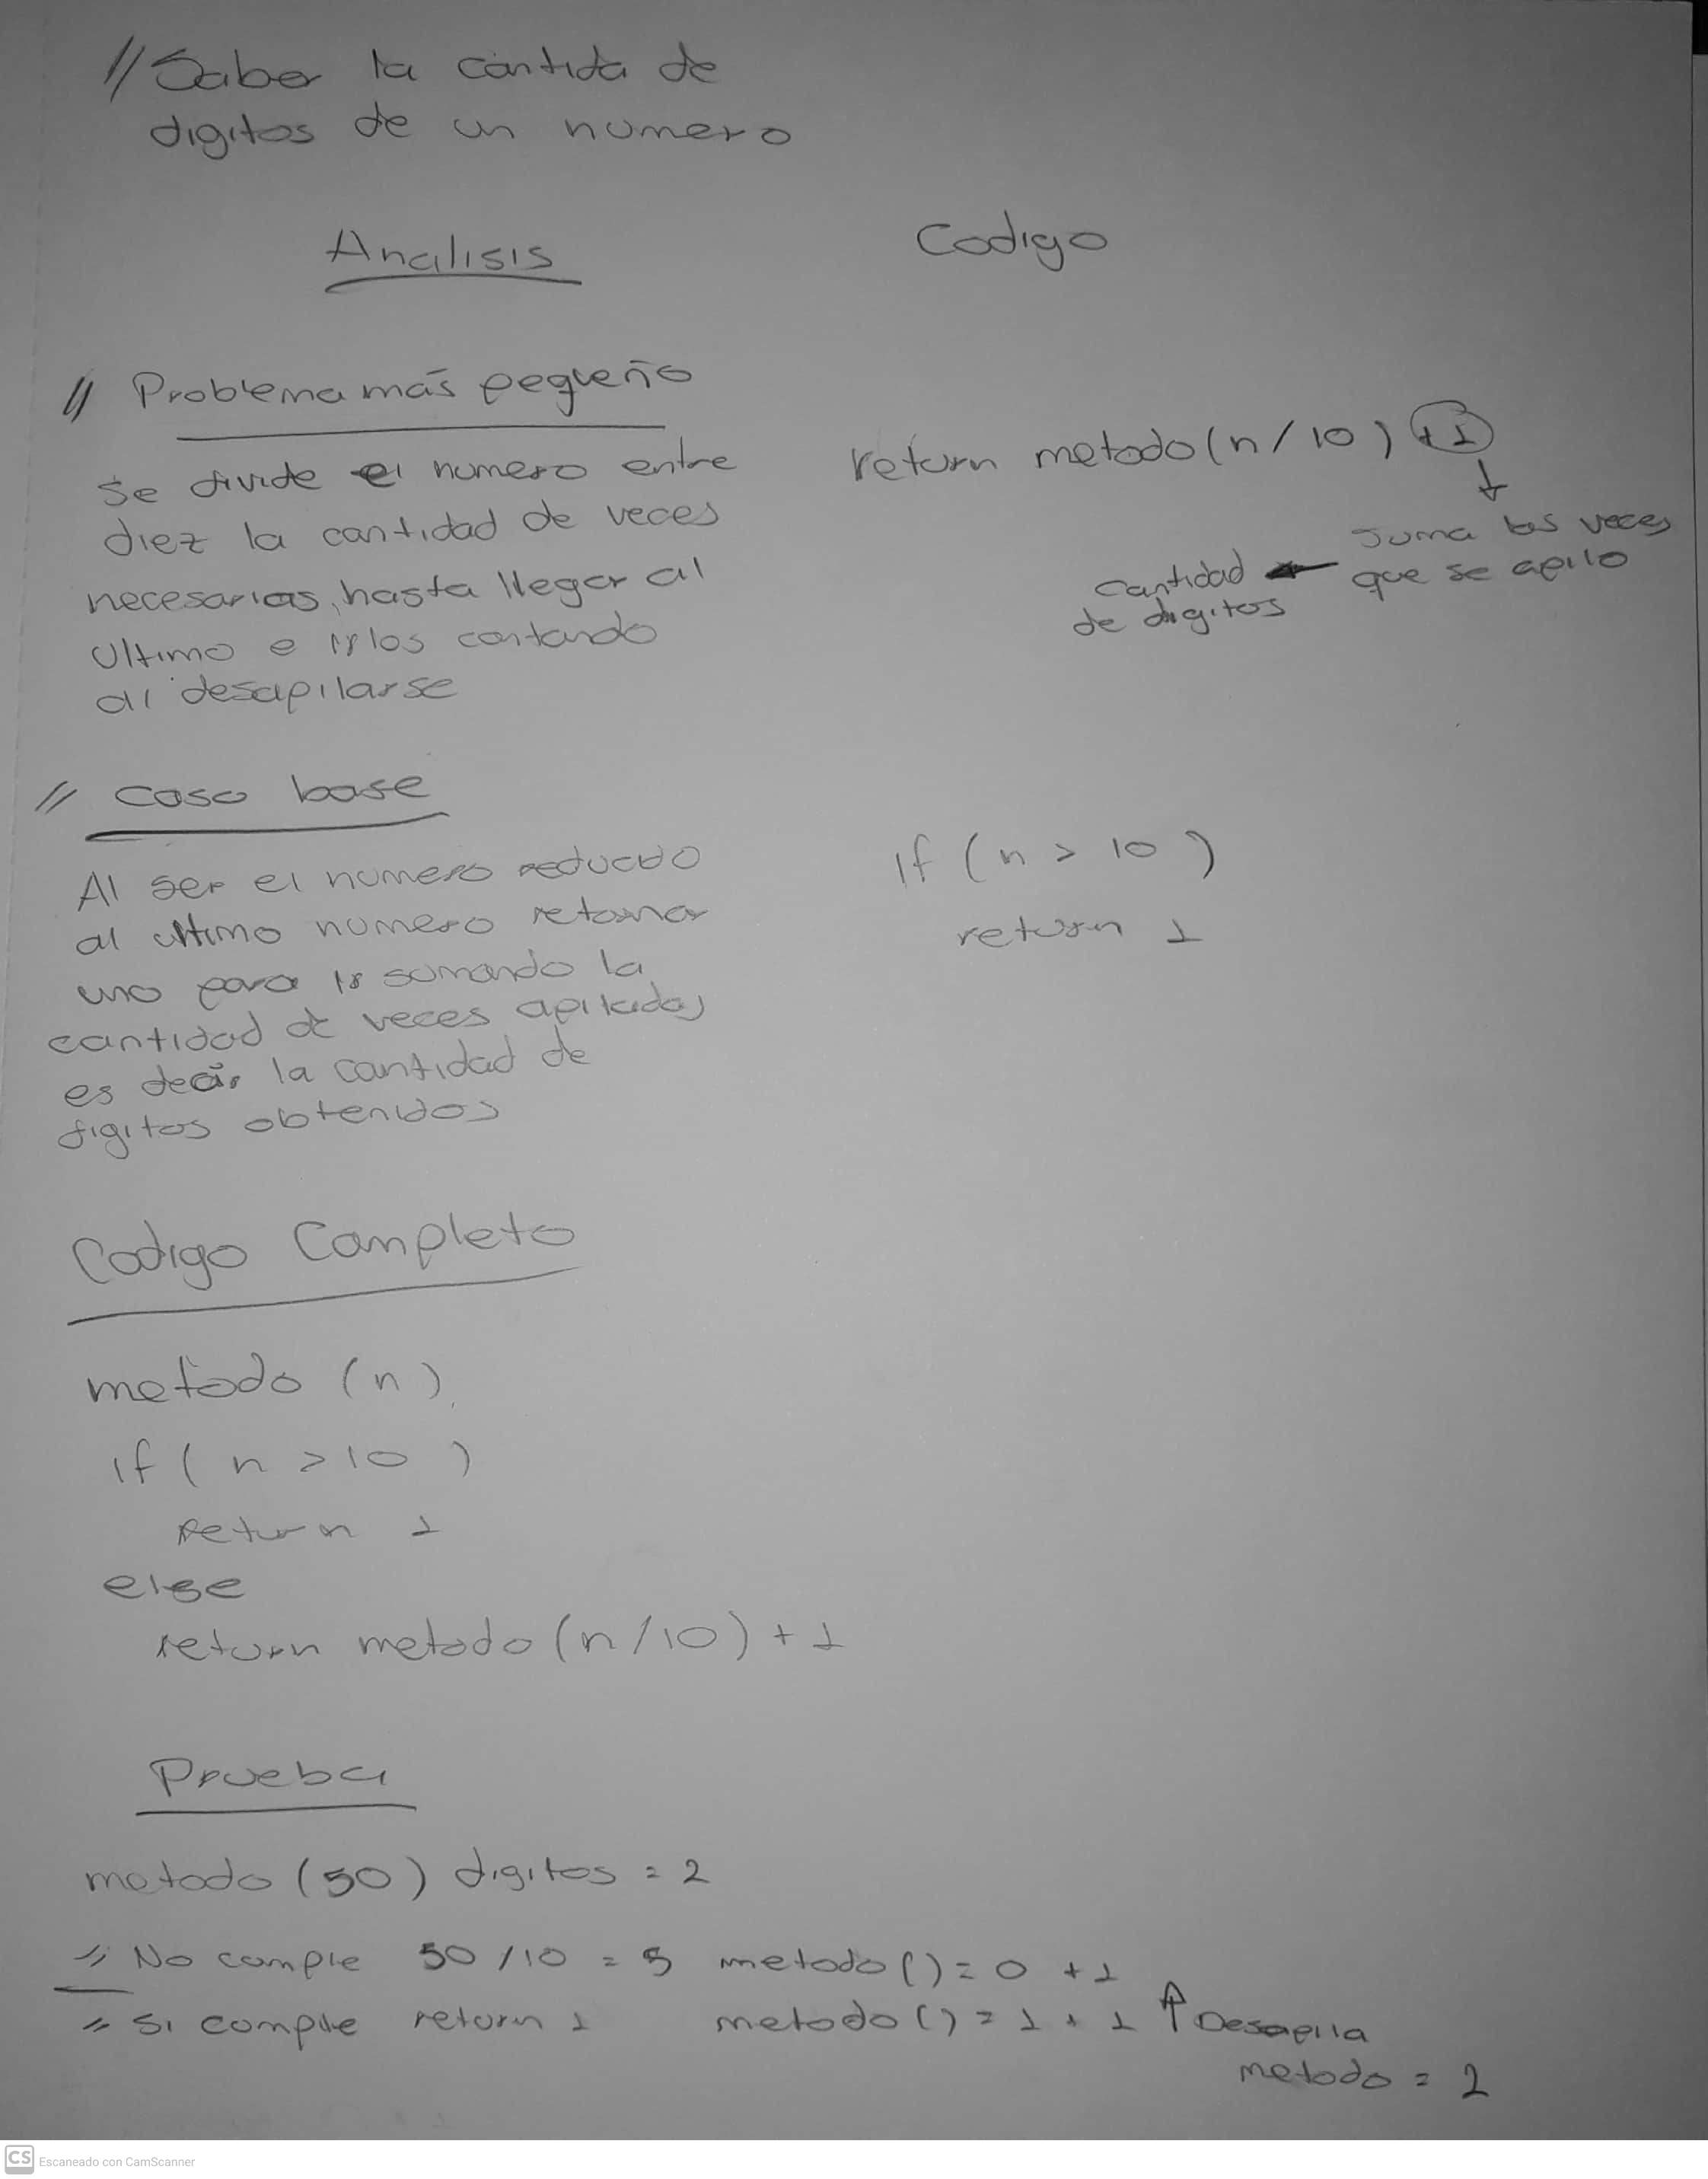 // Saber la cantida de
digitos de un numero
Analisis
Codigo
// Problema más pequeño
Se divide el numero entre
diez la cantidad de veces
necesarias, hasta llegar al
ultimo e irlos contando
al desapilarse
return metodo(n/10) +1
Suma las veces
que se apilo
Cantidad
de digitos
// Caso base
Al ser el numero reducido
al ultimo numero retornar
uno para ir sumando la
cantidad de veces apilados
es decir la cantidad de
digitos obtenidos
If (n > 10)
return 1
Codigo Completo
metodo (n)
if (n > 10)
return 1
else
return metodo (n/10) + 1
Prueba
metodo (50) digitos = 2
// No cumple 50/10 = 5 metodo() = 0 + 1
// Si cumple return 1 metodo() = 1 + 1 ↑ Desapila
metodo = 2
CS Escaneado con CamScanner